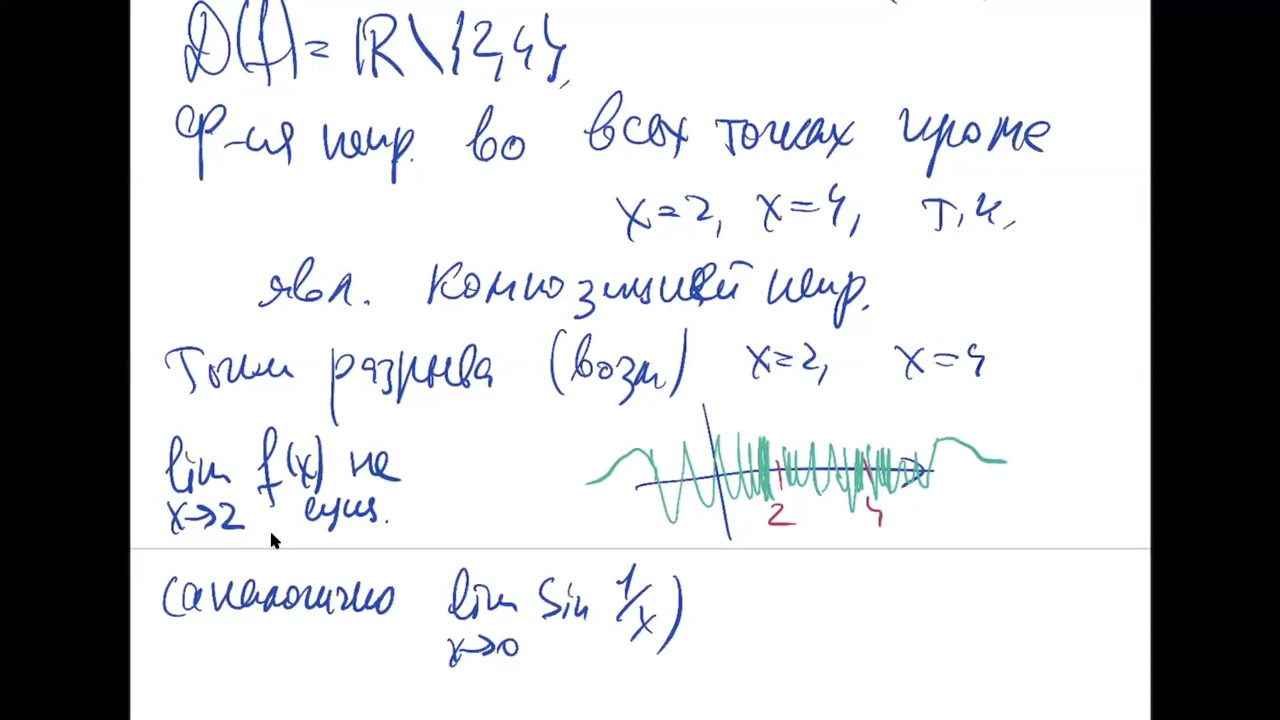 D(f) = ℝ \ {2,4},
Ф-ия непр. во всех точках кроме
x=2, x=4, т,к,
явл. композицией непр.
Точки разрыва (возм) x=2, x=4
lim f(x) не
x→2 сущ.
2 4
(аналогично lim sin 1/x)
x→0